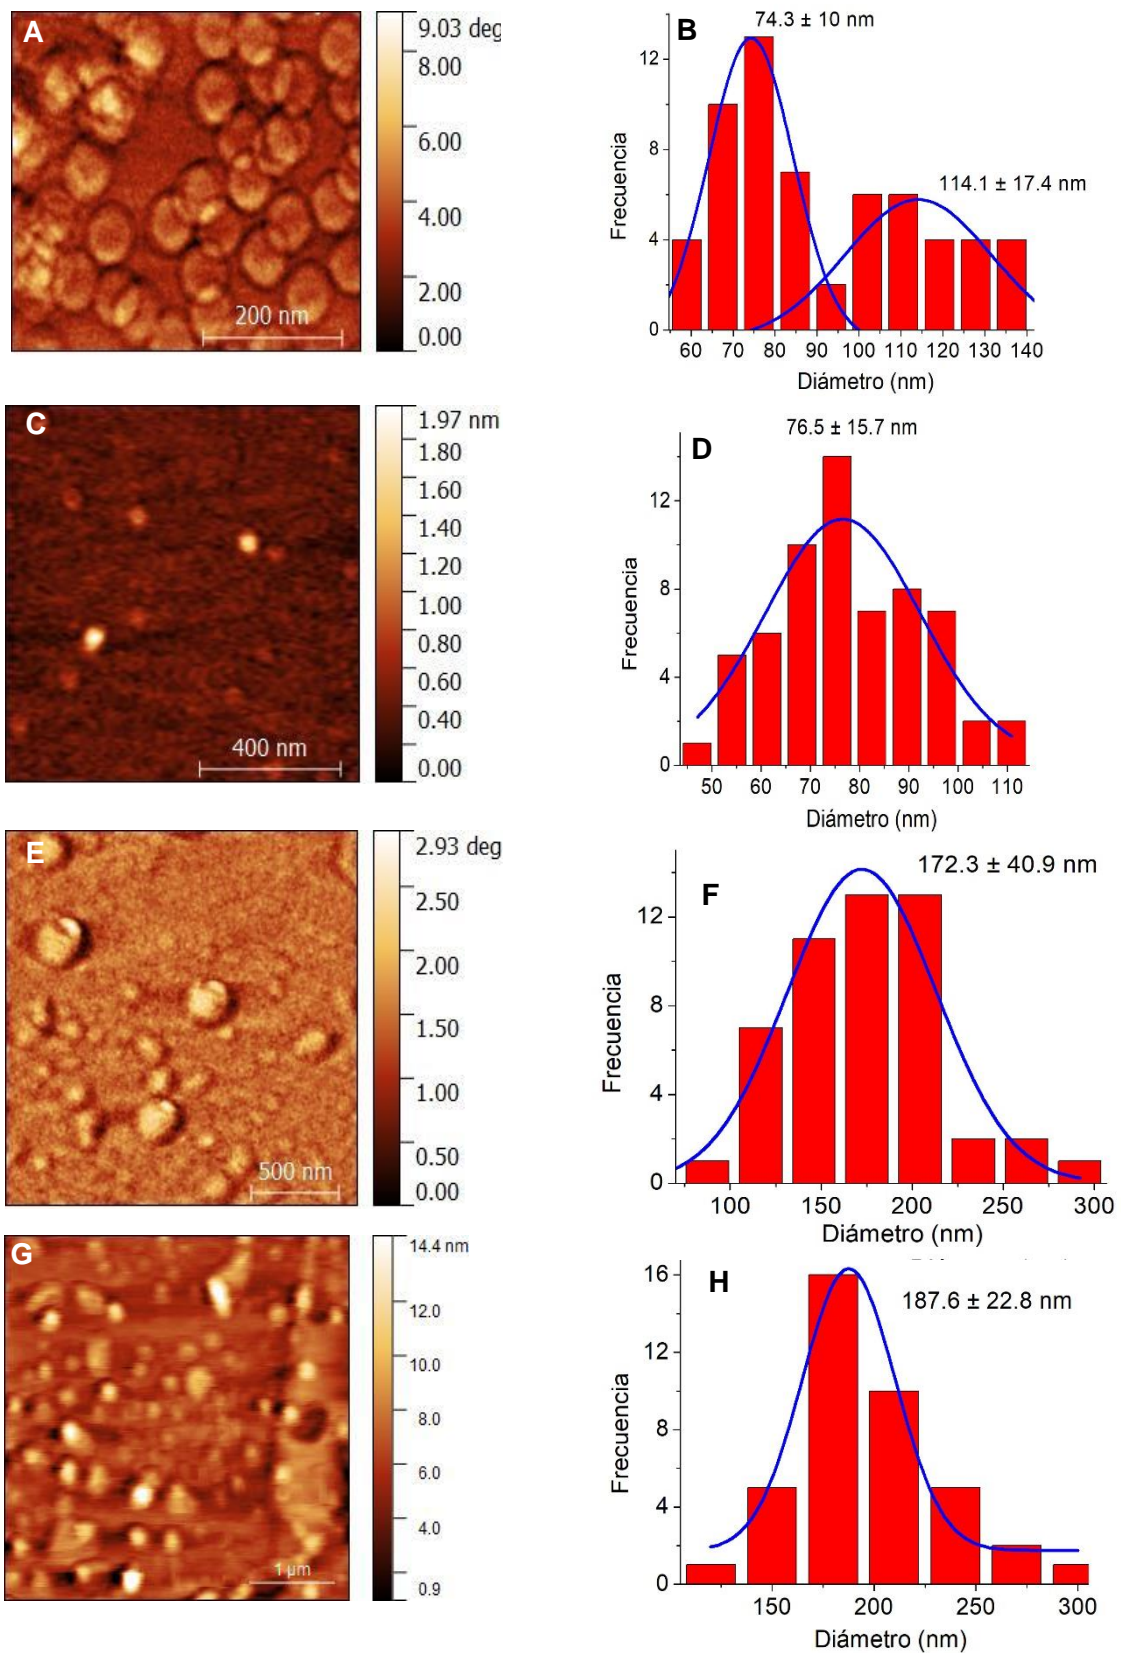 A
9.03 deg
8.00
6.00
4.00
2.00
0.00
200 nm
B
74.3 ± 10 nm
114.1 ± 17.4 nm
Frecuencia
12
8
4
0
60 70 80 90 100 110 120 130 140
Diámetro (nm)
C
1.97 nm
1.80
1.60
1.40
1.20
1.00
0.80
0.60
0.40
0.00
400 nm
D
76.5 ± 15.7 nm
Frecuencia
12
8
4
0
50 60 70 80 90 100 110
Diámetro (nm)
E
2.93 deg
2.50
2.00
1.50
1.00
0.50
0.00
500 nm
F
172.3 ± 40.9 nm
Frecuencia
12
8
4
0
100 150 200 250 300
Diámetro (nm)
G
14.4 nm
12.0
10.0
8.0
6.0
4.0
0.9
1 µm
H
187.6 ± 22.8 nm
Frecuencia
16
12
8
4
0
150 200 250 300
Diámetro (nm)